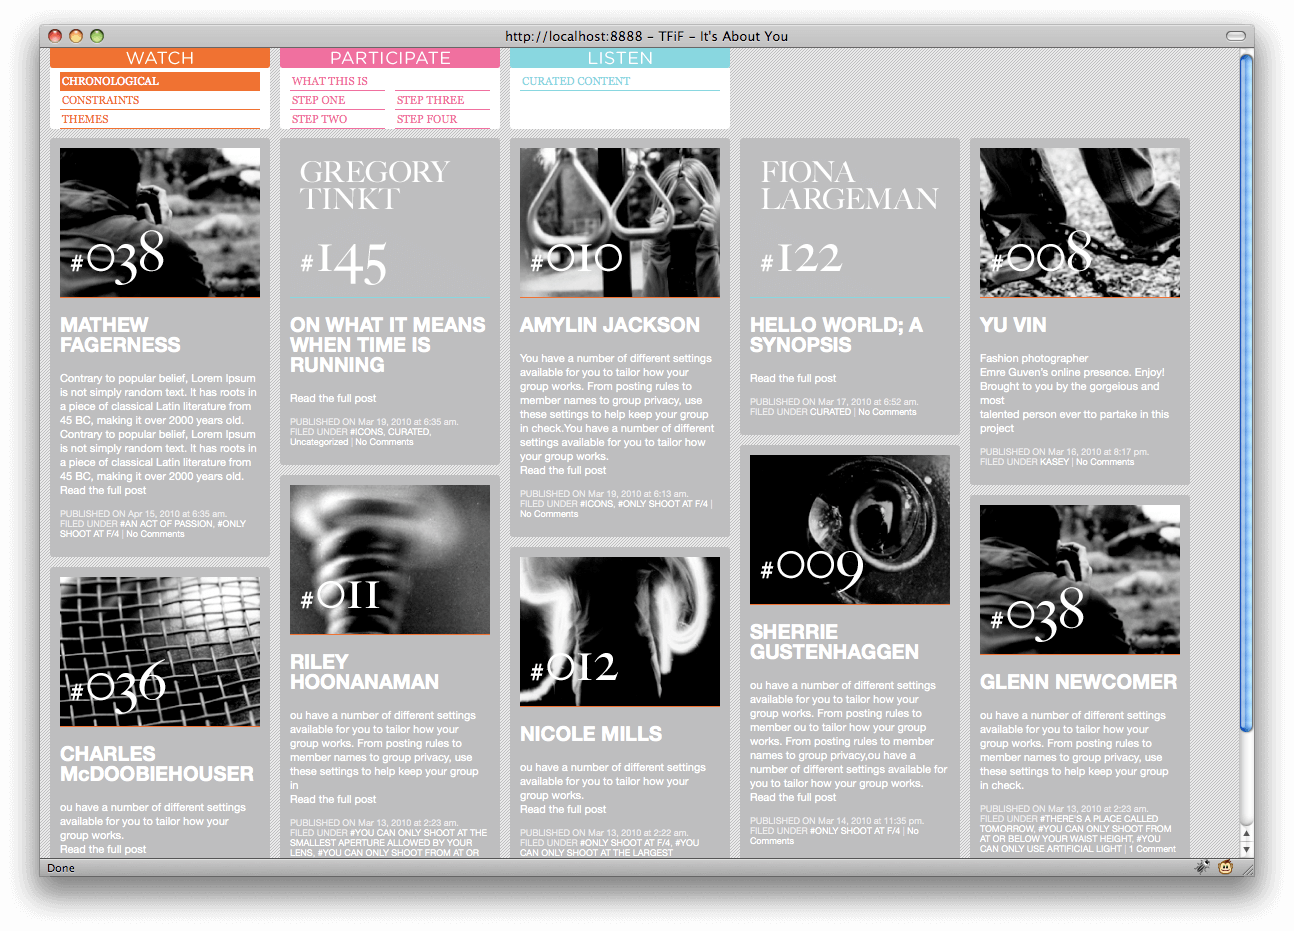 http://localhost:8888 – TFiF – It's About You
WATCH
CHRONOLOGICAL
CONSTRAINTS
THEMES
PARTICIPATE
WHAT THIS IS
STEP ONE
STEP THREE
STEP TWO
STEP FOUR
LISTEN
CURATED CONTENT
#038
MATHEW
FAGERNESS
Contrary to popular belief, Lorem Ipsum
is not simply random text. It has roots in
a piece of classical Latin literature from
45 BC, making it over 2000 years old.
Contrary to popular belief, Lorem Ipsum
is not simply random text. It has roots in
a piece of classical Latin literature from
45 BC, making it over 2000 years old.
Read the full post
PUBLISHED ON Apr 15, 2010 at 6:35 am.
FILED UNDER #AN ACT OF PASSION, #ONLY
SHOOT AT F/4 | No Comments
#036
CHARLES
McDOOBIEHOUSER
ou have a number of different settings
available for you to tailor how your
group works.
Read the full post
GREGORY
TINKT
#145
ON WHAT IT MEANS
WHEN TIME IS
RUNNING
Read the full post
PUBLISHED ON Mar 19, 2010 at 6:35 am.
FILED UNDER #ICONS, CURATED,
Uncategorized | No Comments
#011
RILEY
HOONANAMAN
ou have a number of different settings
available for you to tailor how your
group works. From posting rules to
member names to group privacy, use
these settings to help keep your group
in
Read the full post
PUBLISHED ON Mar 13, 2010 at 2:23 am.
FILED UNDER #YOU CAN ONLY SHOOT AT THE
SMALLEST APERTURE ALLOWED BY YOUR
LENS, #YOU CAN ONLY SHOOT FROM AT OR
#010
AMYLIN JACKSON
You have a number of different settings
available for you to tailor how your
group works. From posting rules to
member names to group privacy, use
these settings to help keep your group
in check.You have a number of different
settings available for you to tailor how
your group works.
Read the full post
PUBLISHED ON Mar 19, 2010 at 6:13 am.
FILED UNDER #ICONS, #ONLY SHOOT AT F/4 |
No Comments
#012
NICOLE MILLS
ou have a number of different settings
available for you to tailor how your
group works.
Read the full post
PUBLISHED ON Mar 13, 2010 at 2:22 am.
FILED UNDER #ONLY SHOOT AT F/4, #YOU
CAN ONLY SHOOT AT THE LARGEST
FIONA
LARGEMAN
#122
HELLO WORLD; A
SYNOPSIS
Read the full post
PUBLISHED ON Mar 17, 2010 at 6:52 am.
FILED UNDER CURATED | No Comments
#009
SHERRIE
GUSTENHAGGEN
ou have a number of different settings
available for you to tailor how your
group works. From posting rules to
member ou to tailor how your group
works. From posting rules to member
names to group privacy,ou have a
number of different settings available for
you to tailor how your group works.
Read the full post
PUBLISHED ON Mar 14, 2010 at 11:35 pm.
FILED UNDER #ONLY SHOOT AT F/4 | No
Comments
#008
YU VIN
Fashion photographer
Emre Guven's online presence. Enjoy!
Brought to you by the gorgeious and
most
talented person ever tto partake in this
project
PUBLISHED ON Mar 16, 2010 at 8:17 pm.
FILED UNDER KASEY | No Comments
#038
GLENN NEWCOMER
ou have a number of different settings
available for you to tailor how your
group works. From posting rules to
member names to group privacy, use
these settings to help keep your group
in check.
PUBLISHED ON Mar 13, 2010 at 2:23 am.
FILED UNDER #THERE'S A PLACE CALLED
TOMORROW, #YOU CAN ONLY SHOOT FROM
AT OR BELOW YOUR WAIST HEIGHT, #YOU
CAN ONLY USE ARTIFICIAL LIGHT | 1 Comment
Done